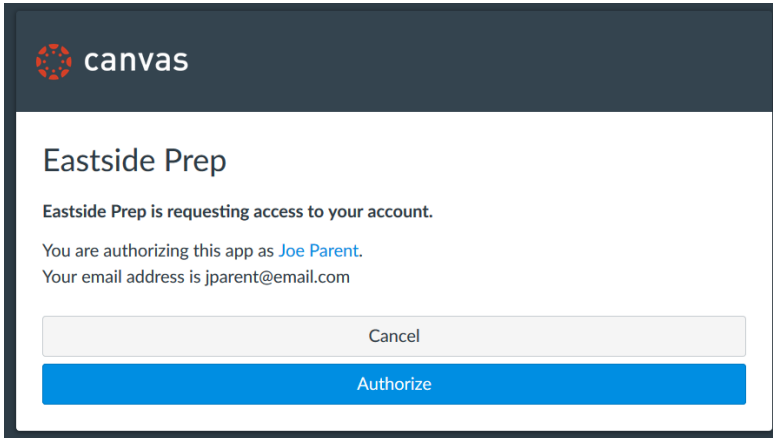 canvas
Eastside Prep
Eastside Prep is requesting access to your account.
You are authorizing this app as Joe Parent.
Your email address is jparent@email.com
Cancel
Authorize